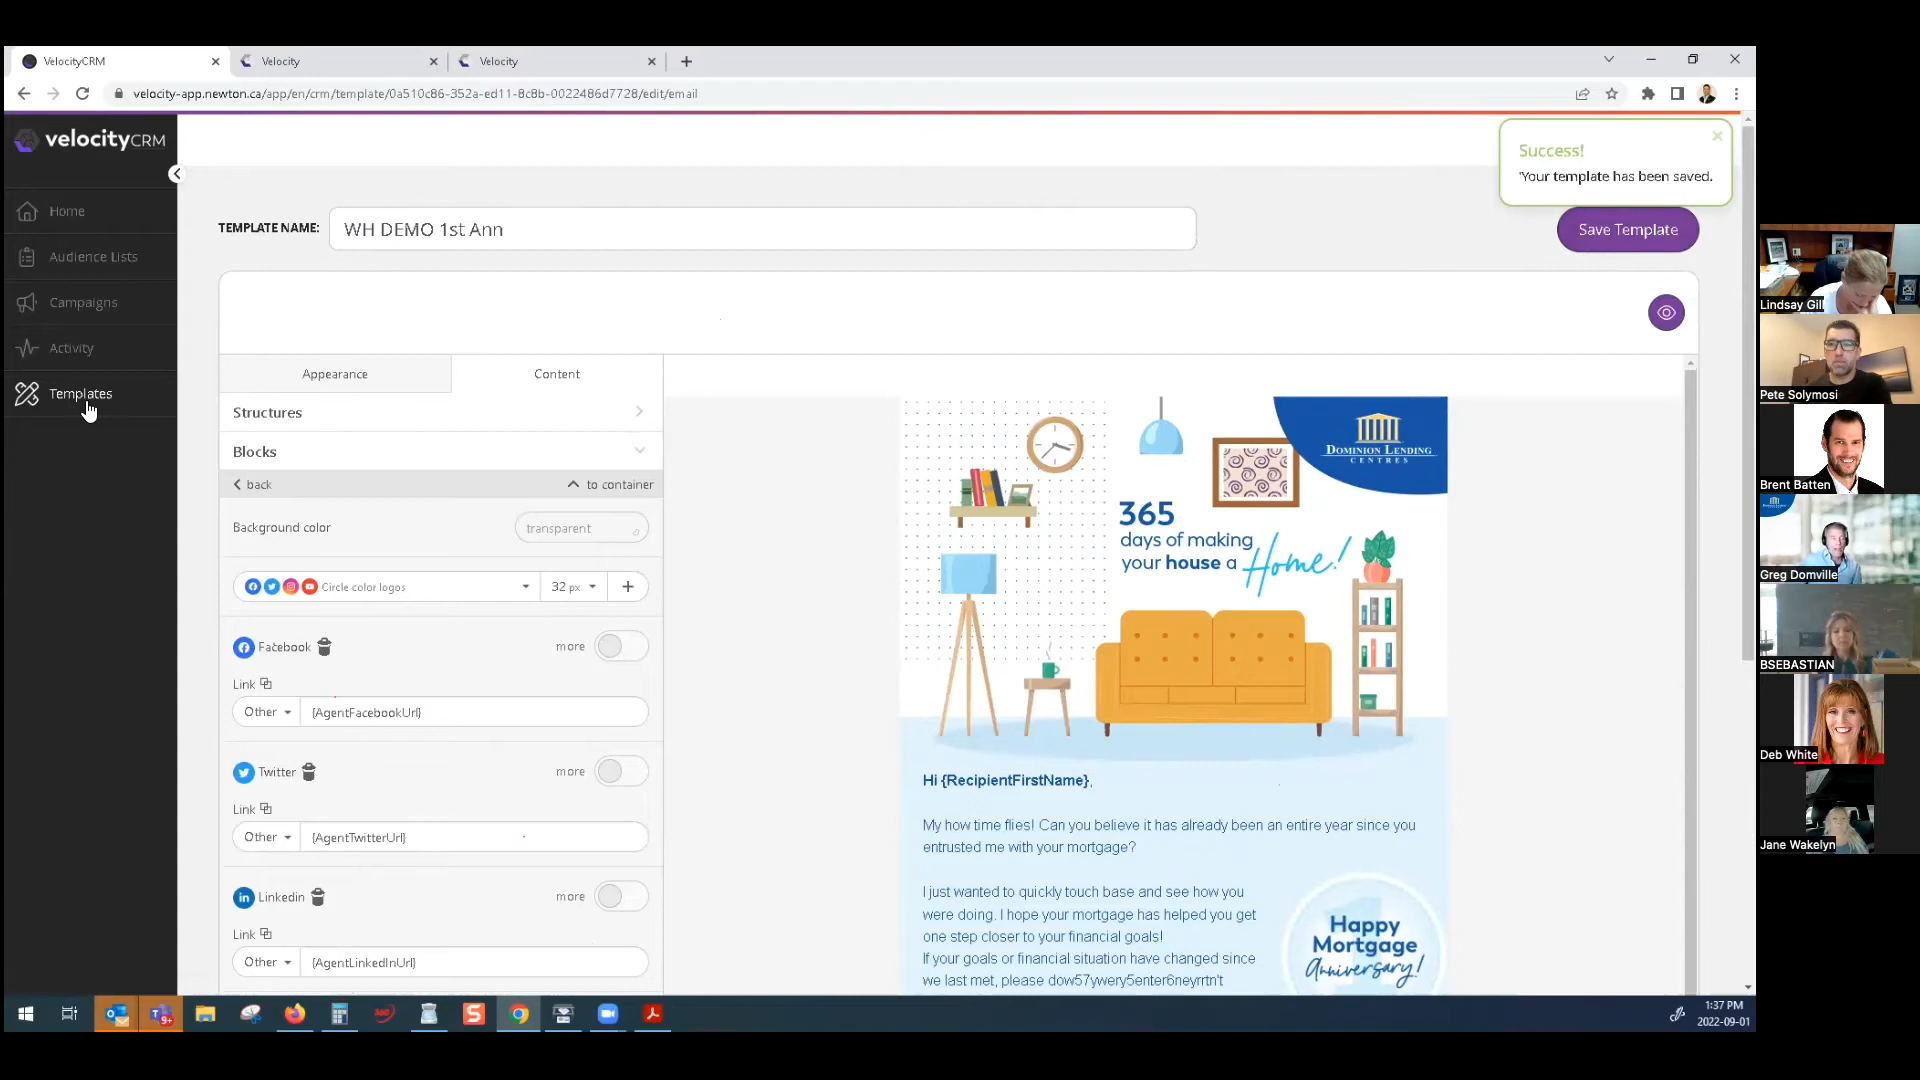 VelocityCRM
Velocity
Velocity
velocity-app.newton.ca/app/en/crm/template/0a510c86-352a-ed11-8c8b-0022486d7728/edit/email
velocityCRM
Success!
'Your template has been saved.
Home
Audience Lists
Campaigns
Activity
Templates
TEMPLATE NAME:
WH DEMO 1st Ann
Save Template
Appearance
Content
Structures
Blocks
back
to container
Background color
transparent
Circle color logos
32 px
Facebook
more
Link
Other
{AgentFacebookUrl}
Twitter
more
Link
Other
{AgentTwitterUrl}
Linkedin
more
Link
Other
{AgentLinkedInUrl}
DOMINION LENDING
CENTRES
365
days of making
your house a
Home!
Hi {RecipientFirstName},
My how time flies! Can you believe it has already been an entire year since you
entrusted me with your mortgage?
I just wanted to quickly touch base and see how you
were doing. I hope your mortgage has helped you get
one step closer to your financial goals!
If your goals or financial situation have changed since
we last met, please dow57ywery5enter6neyrrtn't
Happy
Mortgage
Anniversary!
Lindsay Gill
Pete Solymosi
Brent Batten
Greg Domville
BSEBASTIAN
Deb White
Jane Wakelyn
9+
1:37 PM
2022-09-01